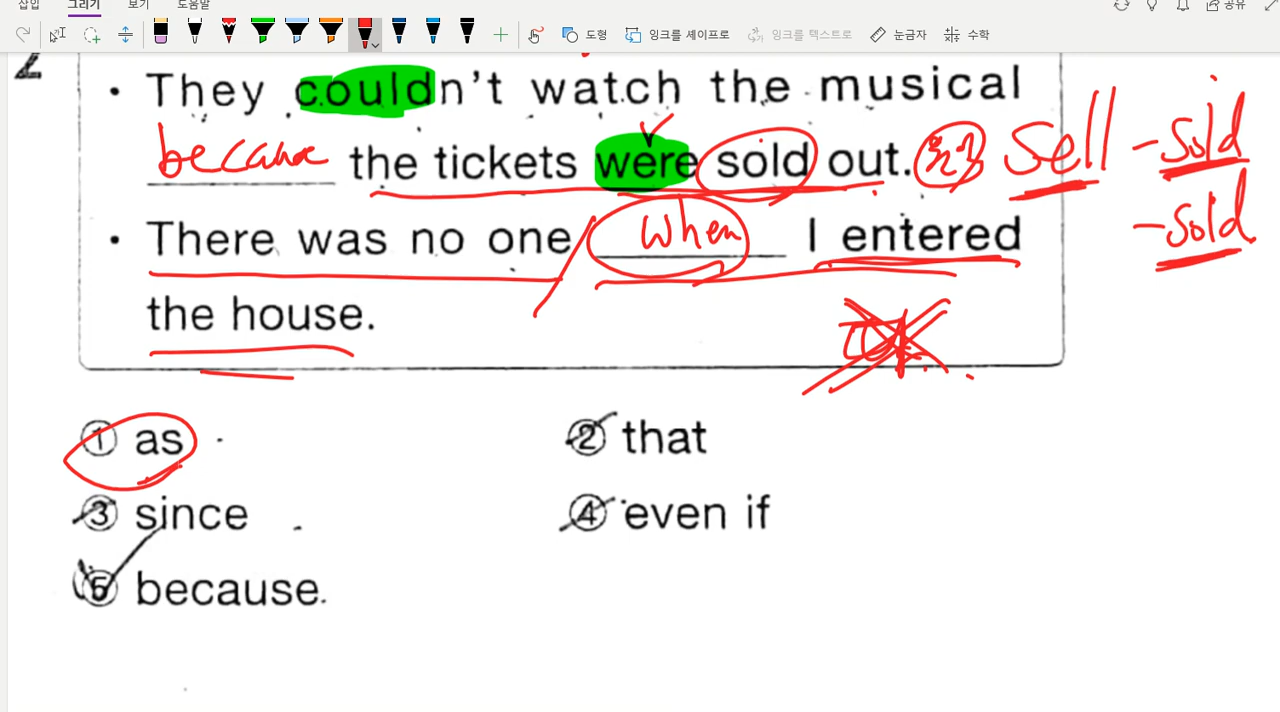 삽입 그리기 보기 도움말 공유
도형 잉크를 셰이프로 잉크를 텍스트로 눈금자 수학
2
• They couldn't watch the musical
because the tickets were sold out. sell - sold
- sold
• There was no one when I entered
the house.
① as ② that
③ since ④ even if
⑤ because.